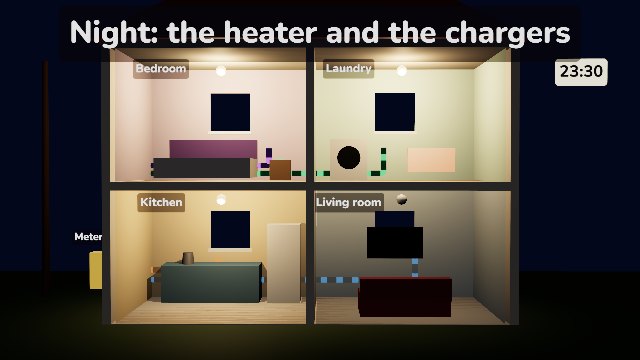 Night: the heater and the chargers
23:30
Bedroom
Laundry
Kitchen
Living room
Meter